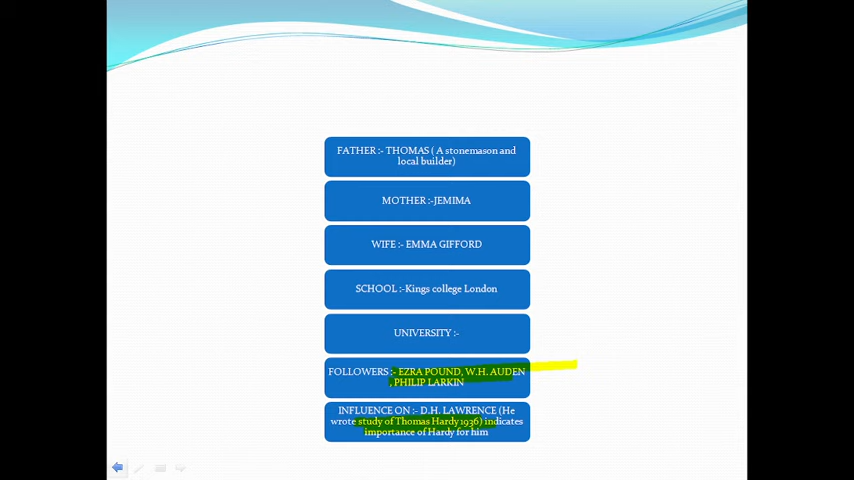 FATHER :- THOMAS ( A stonemason and
local builder)
MOTHER :-JEMIMA
WIFE :- EMMA GIFFORD
SCHOOL :-Kings college London
UNIVERSITY :-
FOLLOWERS :- EZRA POUND, W.H. AUDEN
, PHILIP LARKIN
INFLUENCE ON :- D.H. LAWRENCE (He
wrote study of Thomas Hardy 1936) indicates
importance of Hardy for him